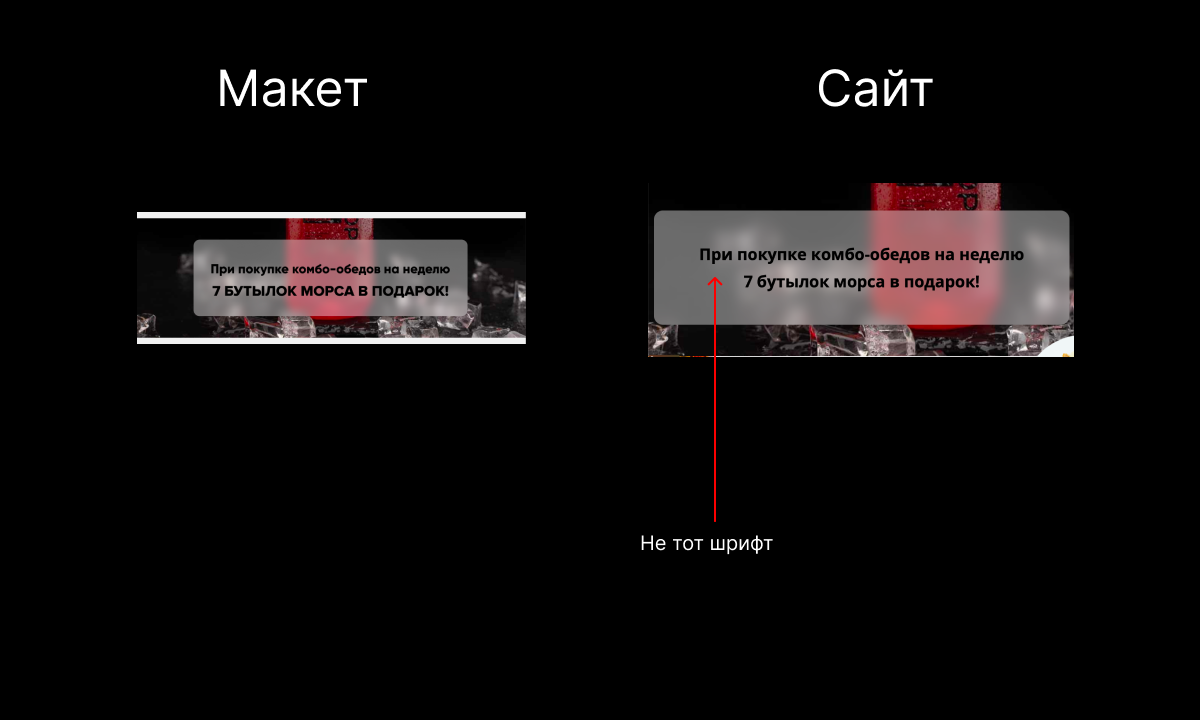 Макет
Сайт
При покупке комбо-обедов на неделю
7 БУТЫЛОК МОРСА В ПОДАРОК!
При покупке комбо-обедов на неделю
7 бутылок морса в подарок!
Не тот шрифт